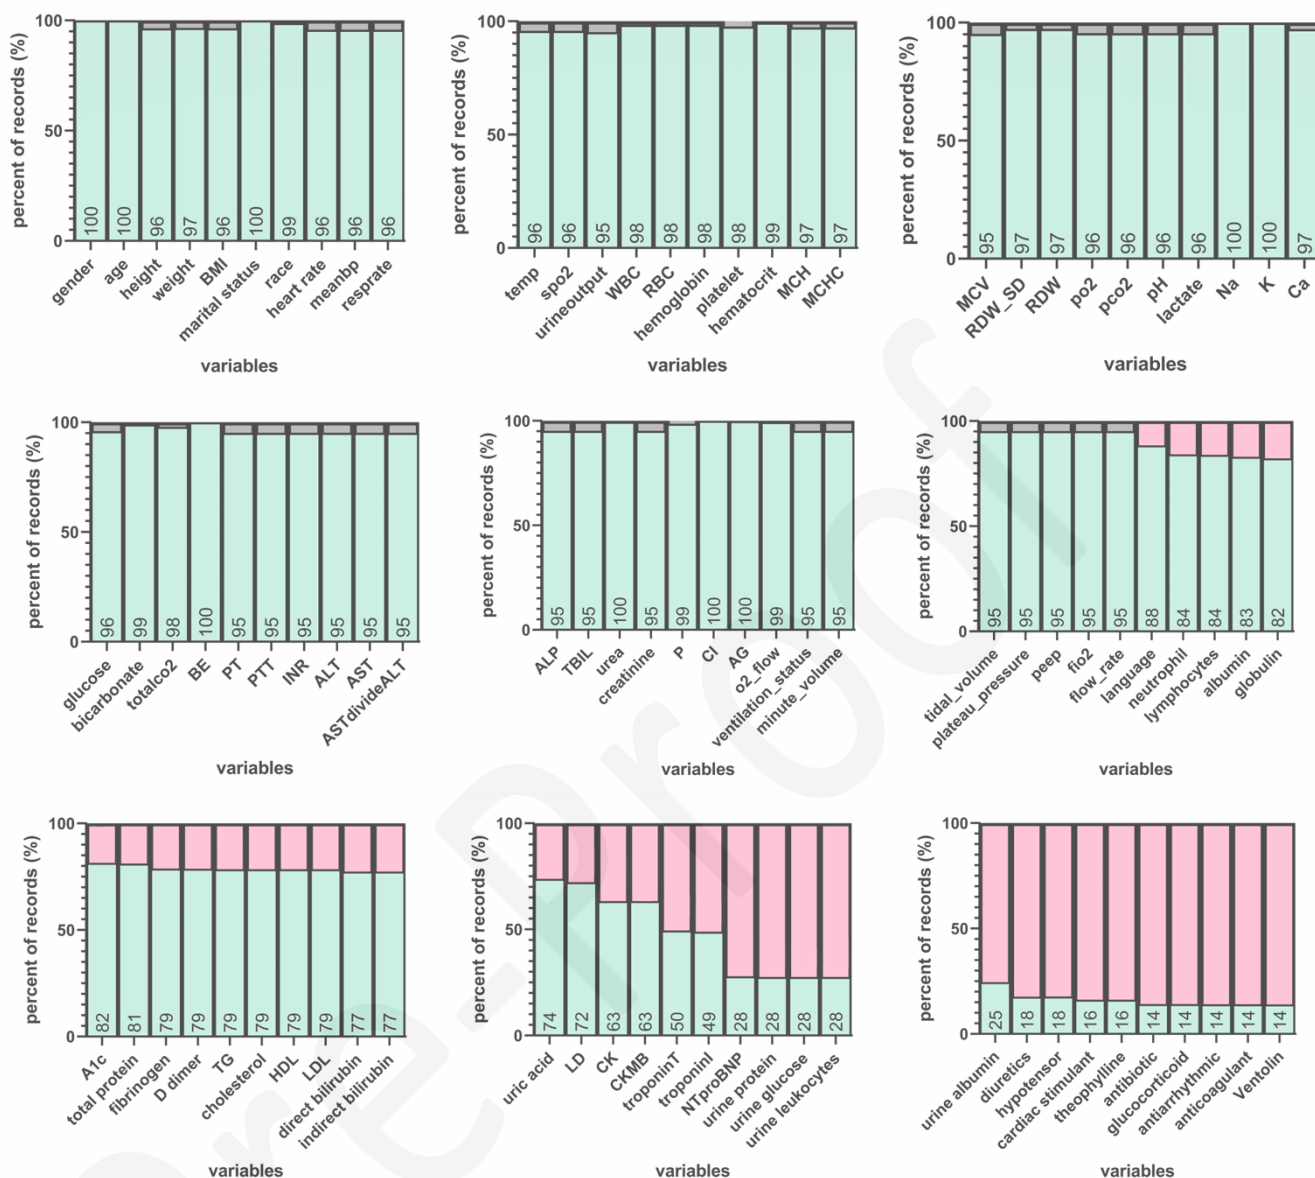 percent of records (%)
100
50
0
100 100 96 97 96 100 99 96 96 96
gender age height weight BMI marital status race heart rate meanbp resprate
variables
percent of records (%)
100
50
0
96 96 95 98 98 98 98 99 97 97
temp spo2 urineoutput WBC RBC hemoglobin platelet hematocrit MCH MCHC
variables
percent of records (%)
100
50
0
95 97 97 96 96 96 96 100 100 97
MCV RDW_SD RDW po2 pco2 pH lactate Na K Ca
variables
percent of records (%)
100
50
0
96 99 98 100 95 95 95 95 95 95
glucose bicarbonate totalco2 BE PT PTT INR ALT AST ASTdivideALT
variables
percent of records (%)
100
50
0
95 95 100 95 99 100 100 99 95 95
ALP TBIL urea creatinine P Cl AG o2_flow ventilation_status minute_volume
variables
percent of records (%)
100
50
0
95 95 95 95 95 88 84 84 83 82
tidal_volume plateau_pressure peep fio2 flow_rate language neutrophil lymphocytes albumin globulin
variables
percent of records (%)
100
50
0
82 81 79 79 79 79 79 79 77 77
A1c total protein fibrinogen D dimer TG cholesterol HDL LDL direct bilirubin indirect bilirubin
variables
percent of records (%)
100
50
0
74 72 63 63 50 49 28 28 28 28
uric acid LD CK CKMB troponinT troponinI NTproBNP urine protein urine glucose urine leukocytes
variables
percent of records (%)
100
50
0
25 18 18 16 16 14 14 14 14 14
urine albumin diuretics hypotensor cardiac stimulant theophylline antibiotic glucocorticoid antiarrhythmic anticoagulant Ventolin
variables
re-Proof